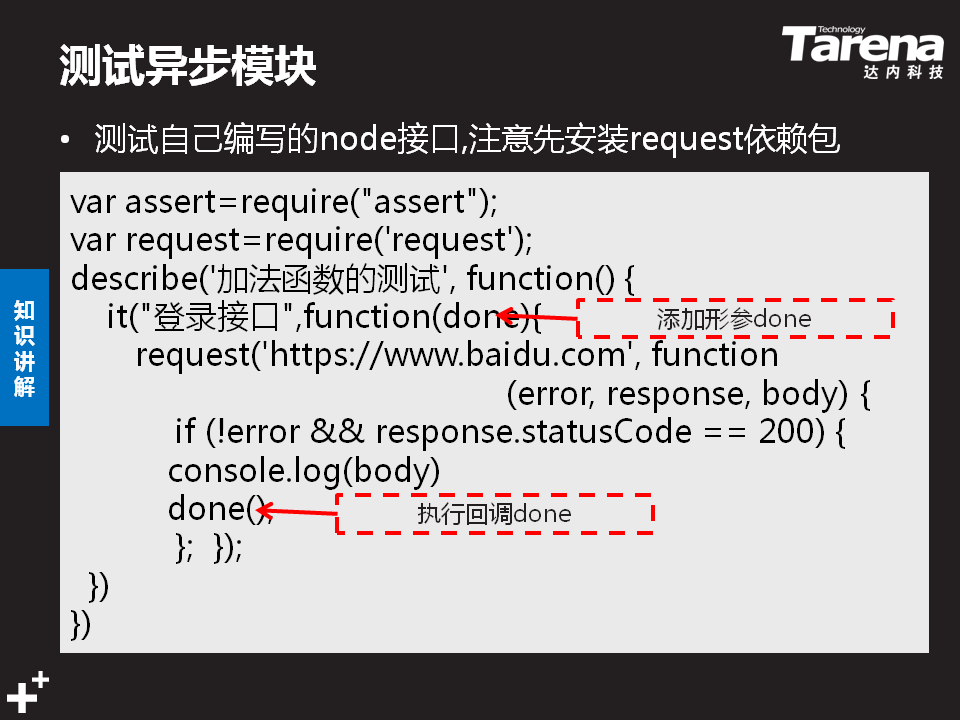 测试异步模块
Technology
Tarena
达内科技
• 测试自己编写的node接口,注意先安装request依赖包
知识讲解
var assert=require("assert");
var request=require('request');
describe('加法函数的测试', function() {
it("登录接口",function(done){
添加形参done
request('https://www.baidu.com', function
(error, response, body) {
if (!error && response.statusCode == 200) {
console.log(body)
done();
执行回调done
}; });
})
})